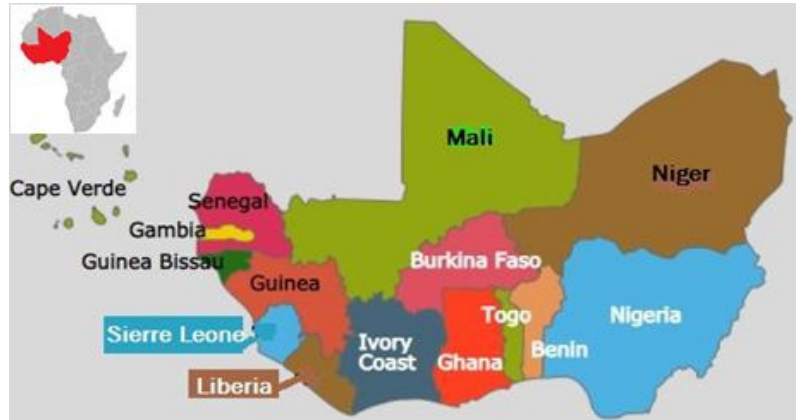 Mali
Niger
Cape Verde
Senegal
Gambia
Guinea Bissau
Guinea
Burkina Faso
Sierre Leone
Liberia
Ivory
Coast
Ghana
Togo
Benin
Nigeria